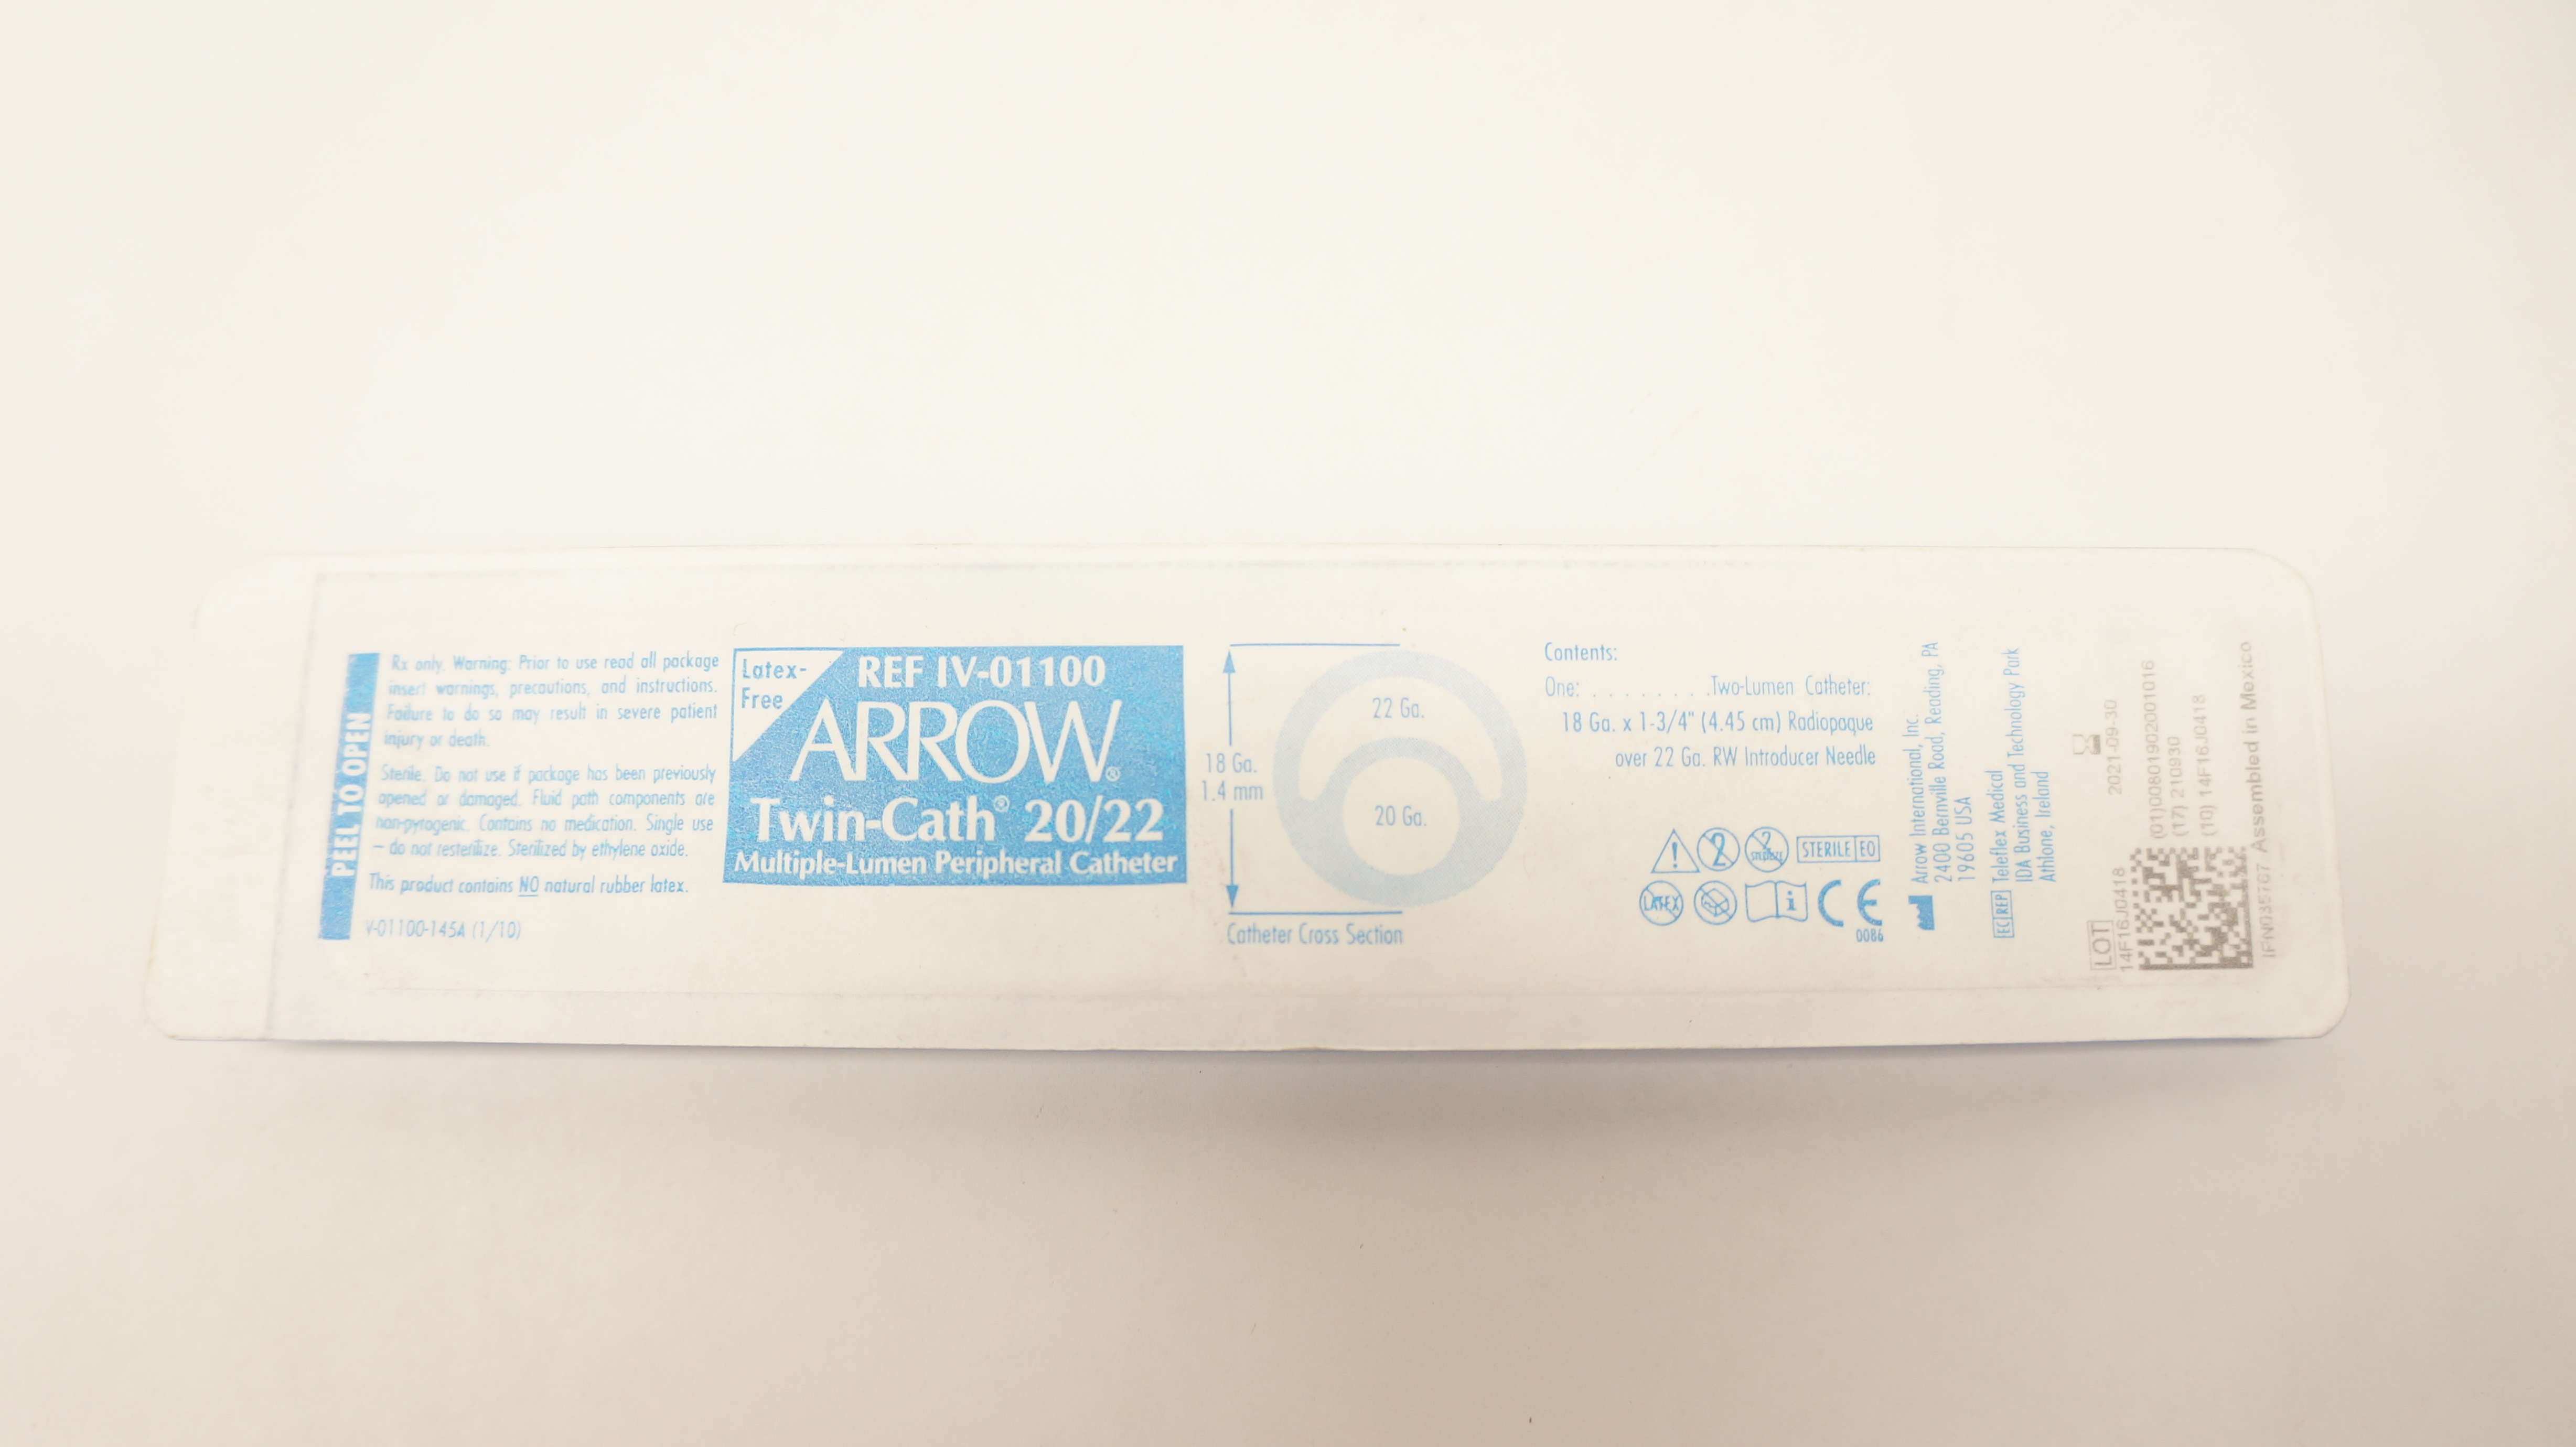 PEEL TO OPEN
Rx only. Warning: Prior to use read all package
insert warnings, precautions, and instructions.
Failure to do so may result in severe patient
injury or death.
Sterile. Do not use if package has been previously
opened or damaged. Fluid path components are
non-pyrogenic. Contains no medication. Single use
– do not resterilize. Sterilized by ethylene oxide.
This product contains NO natural rubber latex.
V-01100-145A (1/10)
Latex-
Free
REF IV-01100
ARROW®
Twin-Cath® 20/22
Multiple-Lumen Peripheral Catheter
18 Ga.
1.4 mm
22 Ga.
20 Ga.
Catheter Cross Section
Contents:
One: . . . . . . . . .Two-Lumen Catheter:
18 Ga. x 1-3/4" (4.45 cm) Radiopaque
over 22 Ga. RW Introducer Needle
2
2
STERILE EO
LATEX
i
CE
0086
Arrow International, Inc.
2400 Bernville Road, Reading, PA
19605 USA
EC REP Teleflex Medical
IDA Business and Technology Park
Athlone, Ireland
2021-09-30
LOT
14F16J0418
(01)00801902001016
(17) 210930
(10) 14F16J0418
Assembled in Mexico